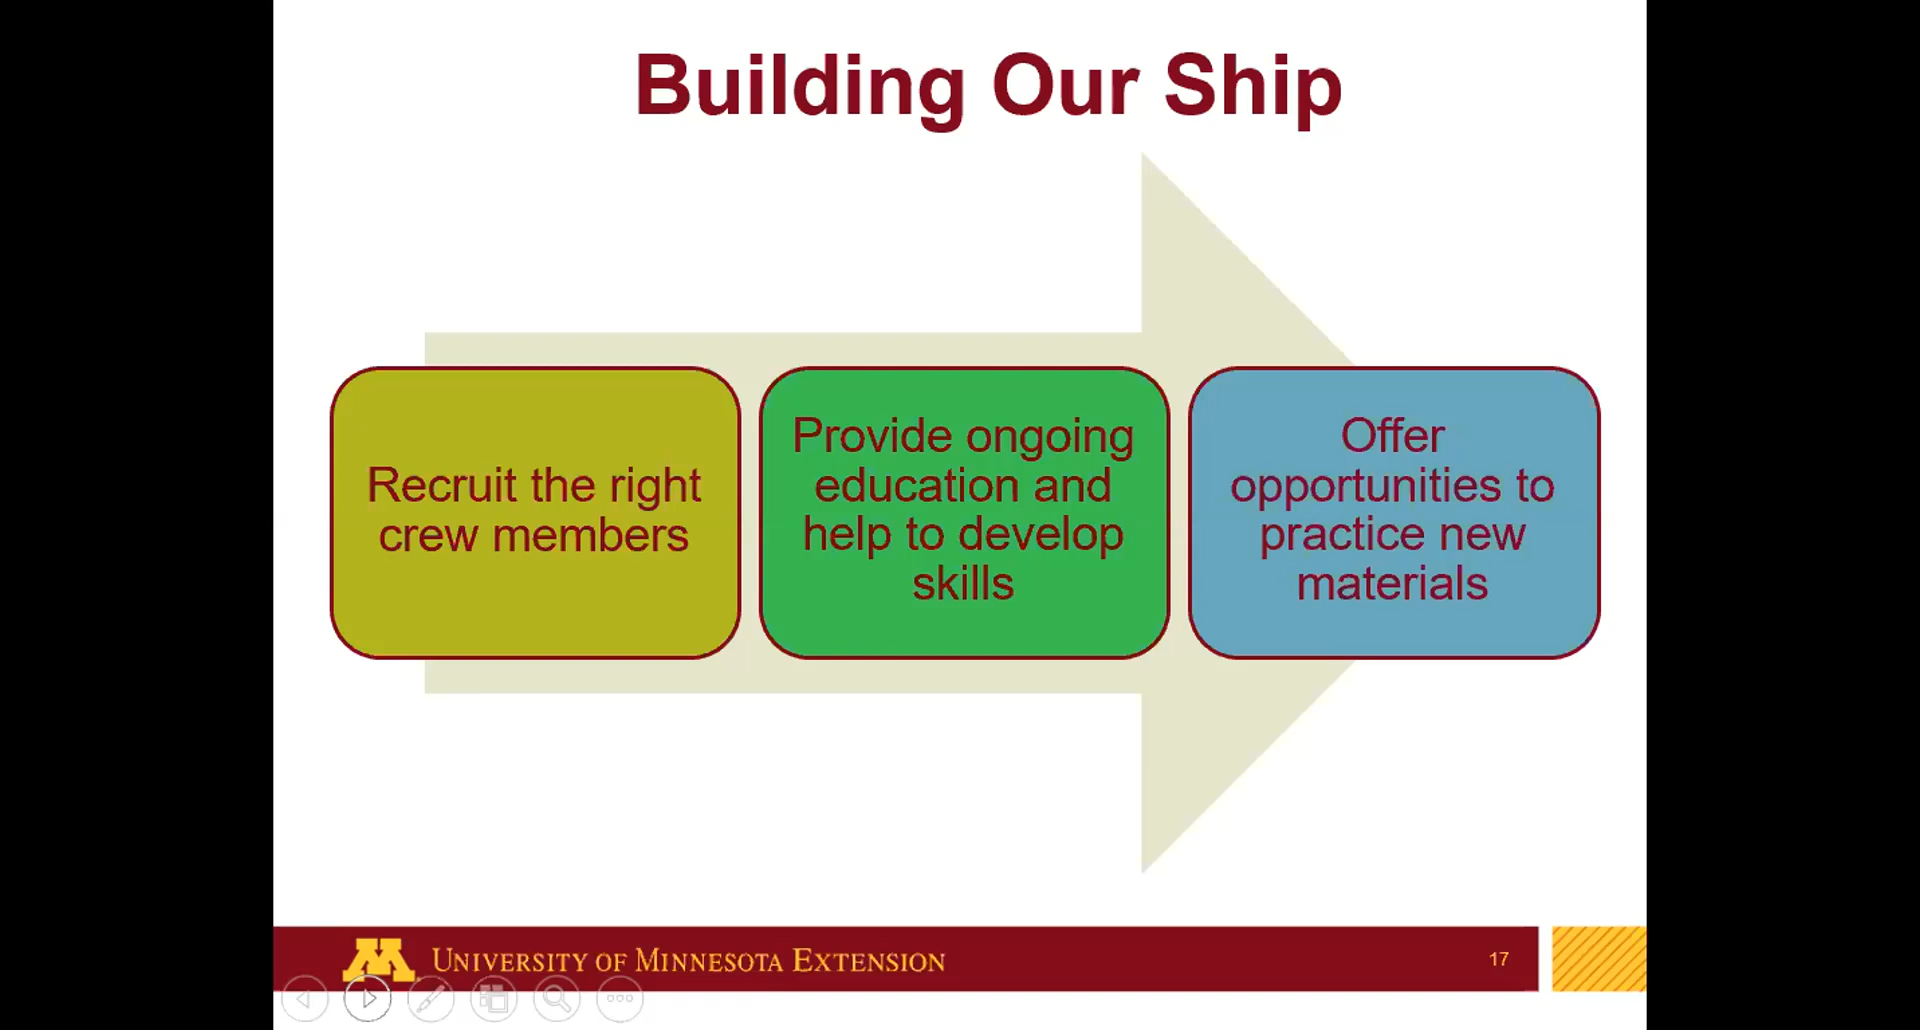 Building Our Ship
Recruit the right
crew members
Provide ongoing
education and
help to develop
skills
Offer
opportunities to
practice new
materials
M
UNIVERSITY OF MINNESOTA EXTENSION
17